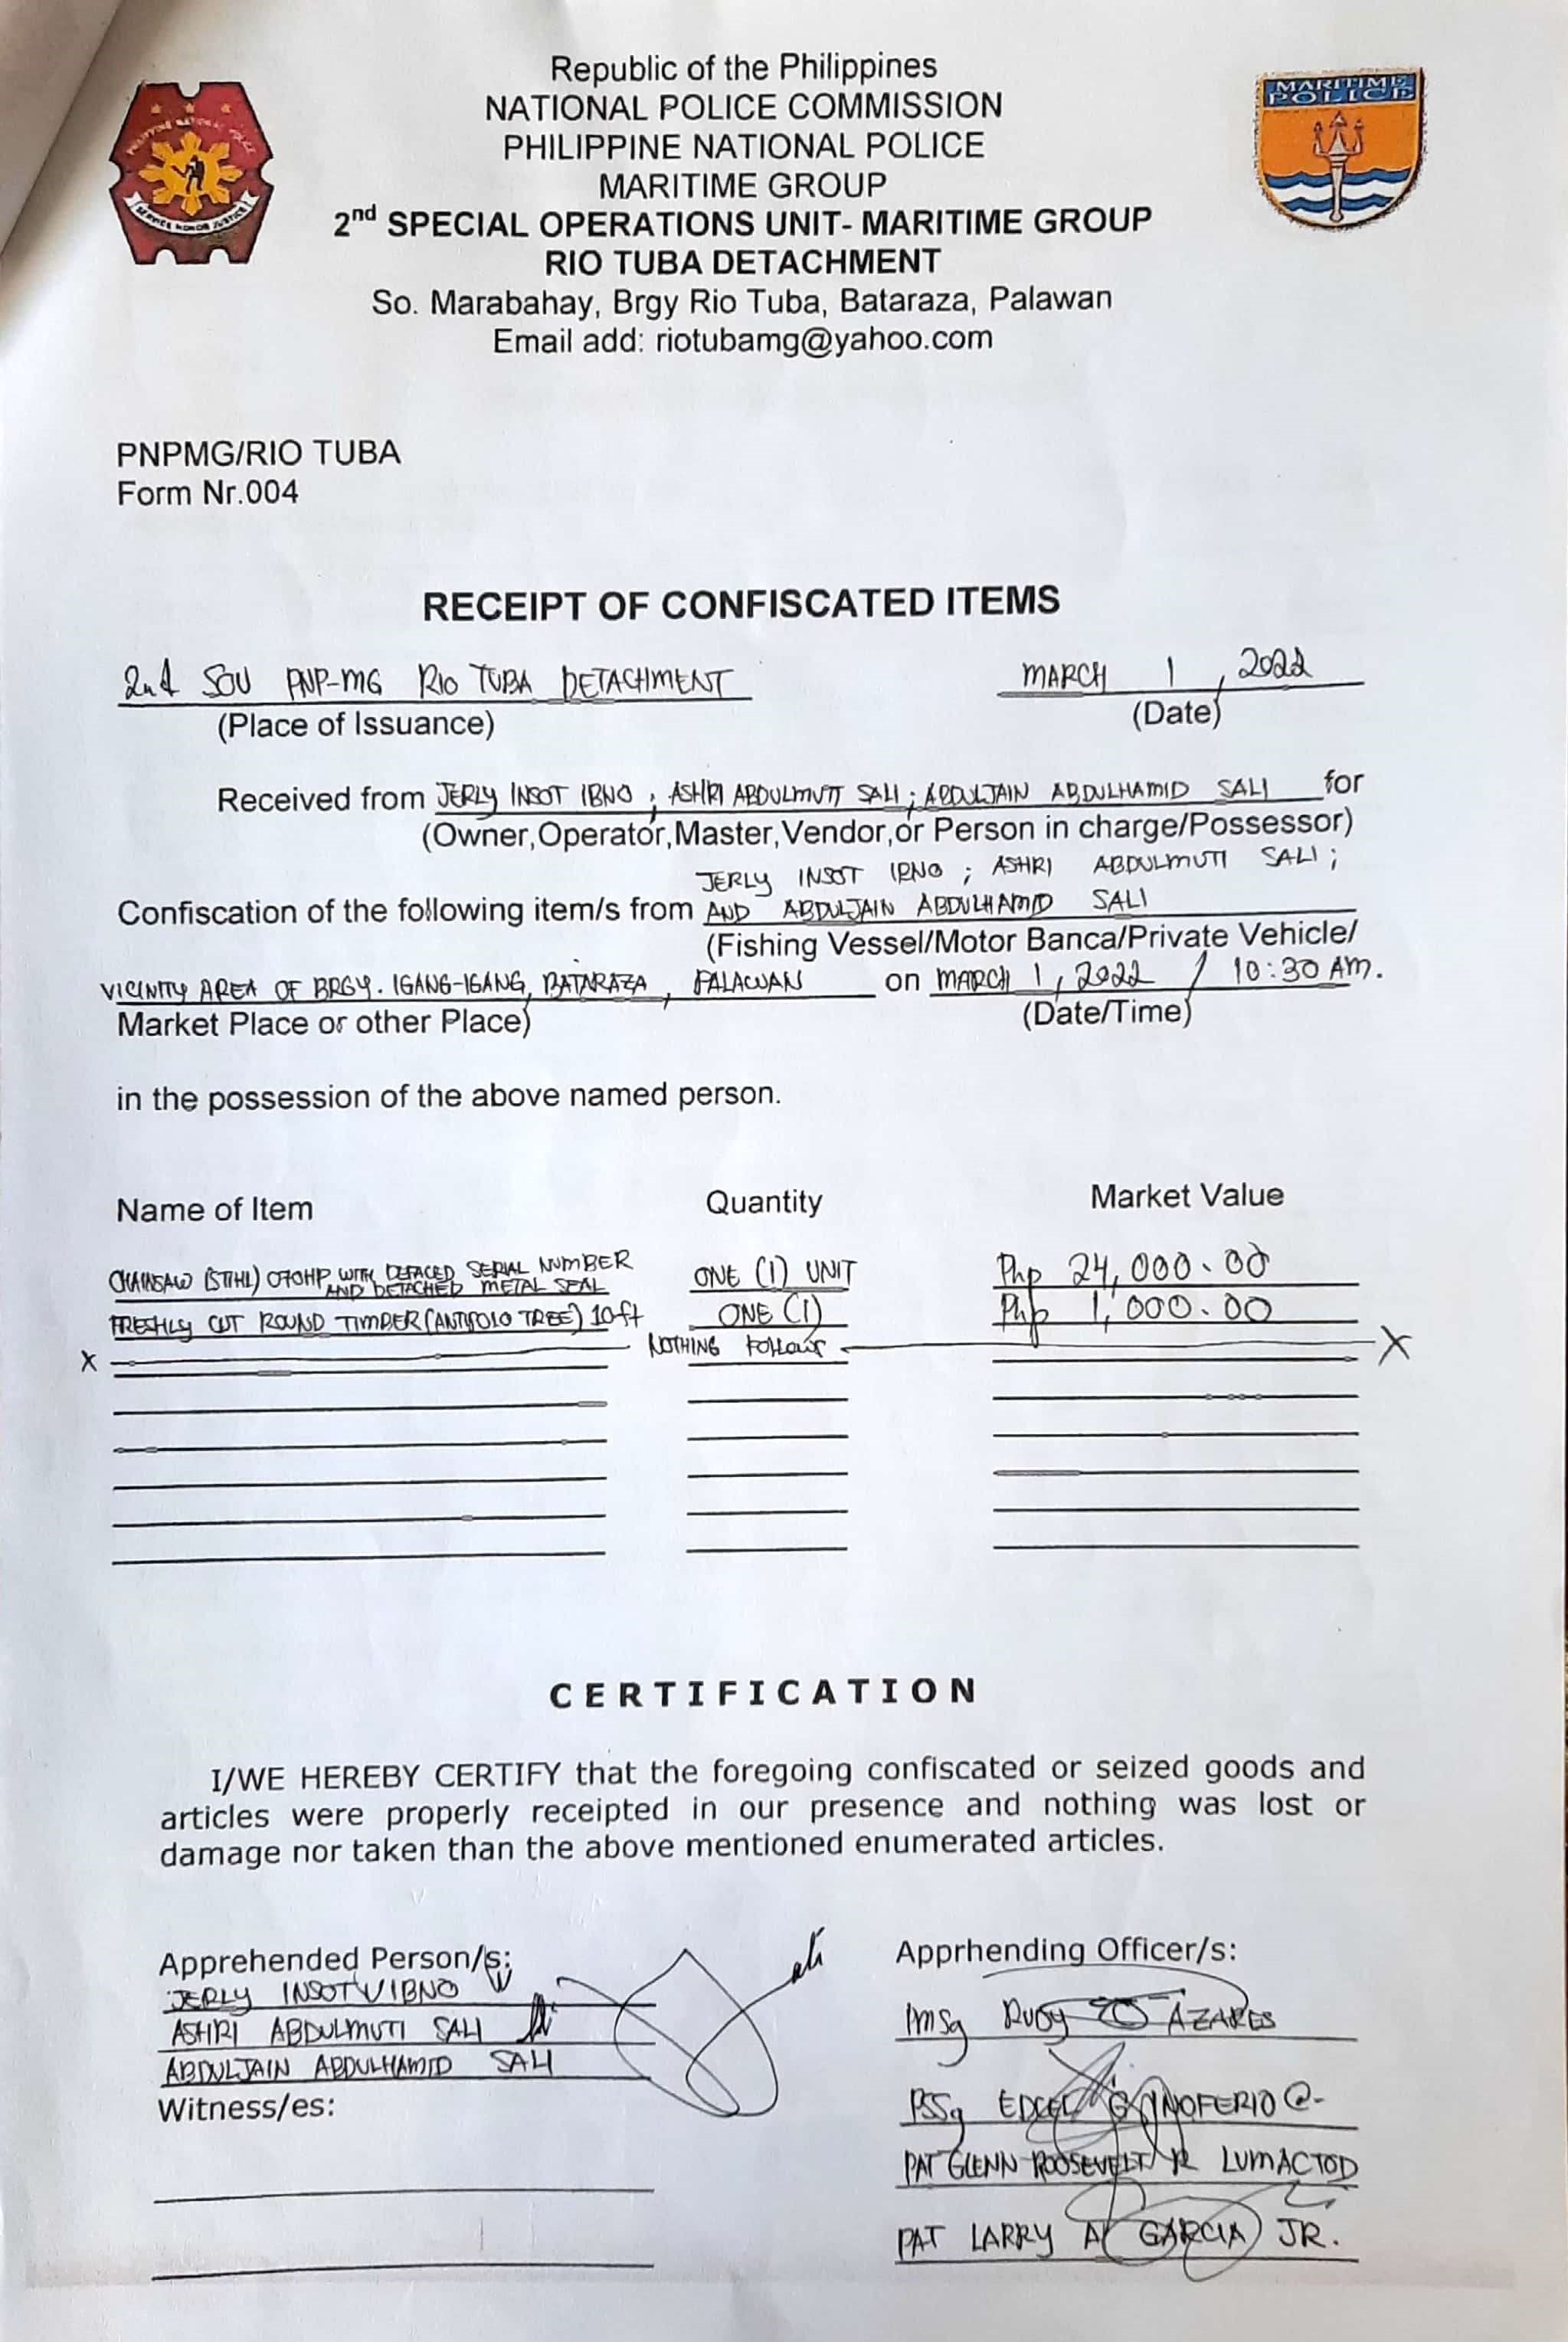 Republic of the Philippines
NATIONAL POLICE COMMISSION
PHILIPPINE NATIONAL POLICE
MARITIME GROUP
2nd SPECIAL OPERATIONS UNIT- MARITIME GROUP
RIO TUBA DETACHMENT
So. Marabahay, Brgy Rio Tuba, Bataraza, Palawan
Email add: riotubamg@yahoo.com
MARITIME
POLICE
PHILIPPINE NATIONAL
SERVICE HONOR JUSTICE
PNPMG/RIO TUBA
Form Nr.004
RECEIPT OF CONFISCATED ITEMS
2nd SOU PNP-MG RIO TUBA DETACHMENT MARCH 1, 2022
(Place of Issuance) (Date)
Received from JERLY INSOT IBNO ; ASHRI ABDULMUTI SALI ; ABDULJAIN ABDULHAMID SALI for
(Owner,Operator,Master,Vendor,or Person in charge/Possessor)
JERLY INSOT IBNO ; ASHRI ABDULMUTI SALI ;
Confiscation of the following item/s from AND ABDULJAIN ABDULHAMID SALI
(Fishing Vessel/Motor Banca/Private Vehicle/
VICINITY AREA OF BRGY. IGANG-IGANG, BATARAZA, PALAWAN on MARCH 1, 2022 / 10:30 AM.
Market Place or other Place) (Date/Time)
in the possession of the above named person.
Name of Item Quantity Market Value
CHAINSAW (STIHL) 070HP WITH DEFACED SERIAL NUMBER ONE (1) UNIT Php 24,000.00
AND DETACHED METAL SEAL
FRESHLY CUT ROUND TIMBER (ANTIPOLO TREE) 10ft ONE (1) Php 1,000.00
X NOTHING FOLLOWS X
CERTIFICATION
I/WE HEREBY CERTIFY that the foregoing confiscated or seized goods and
articles were properly receipted in our presence and nothing was lost or
damage nor taken than the above mentioned enumerated articles.
Apprehended Person/s: Apprhending Officer/s:
JERLY INSOT IBNO
PMSg RUDY AZARES
ASHRI ABDULMUTI SALI
ABDULJAIN ABDULHAMID SALI
Witness/es:
PSSg EDCEL G
PAT GLENN ROOSEVELT R LUMACTOD
PAT LARRY A GARCIA JR.